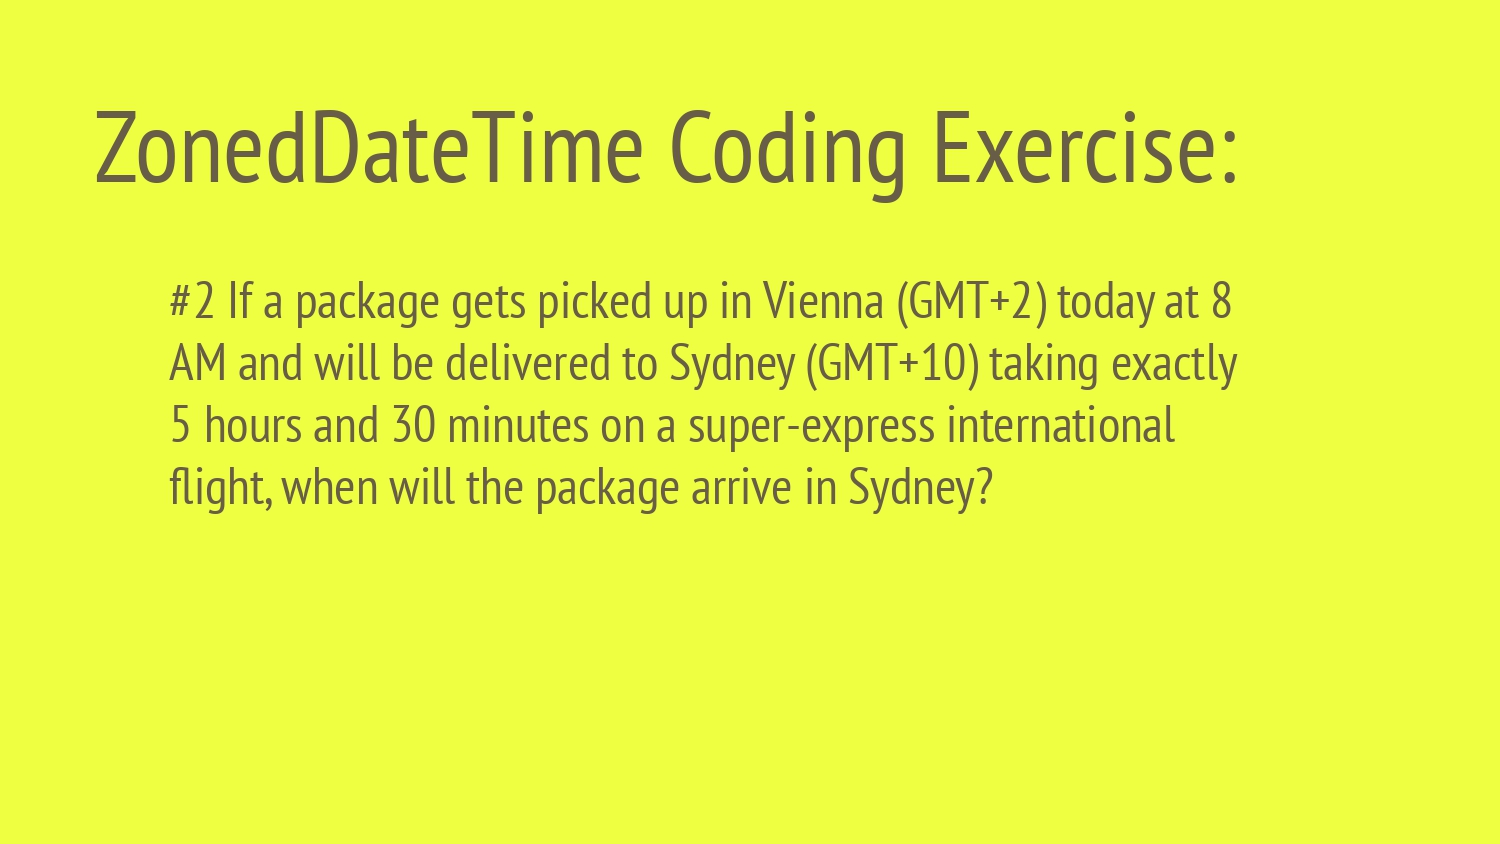 ZonedDateTime Coding Exercise:
#2 If a package gets picked up in Vienna (GMT+2) today at 8
AM and will be delivered to Sydney (GMT+10) taking exactly
5 hours and 30 minutes on a super-express international
flight, when will the package arrive in Sydney?